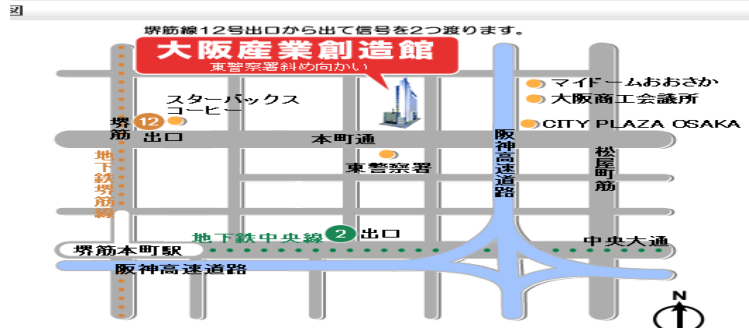 図
堺筋線12号出口から出て信号を2つ渡ります。
大阪産業創造館
東警察署斜め向かい
マイドームおおさか
大阪商工会議所
CITY PLAZA OSAKA
スターバックス
コーヒー
堺筋
12
出口
本町通
阪神高速道路
松屋町筋
東警察署
地下鉄堺筋線
地下鉄中央線
2
出口
堺筋本町駅
中央大通
阪神高速道路
N